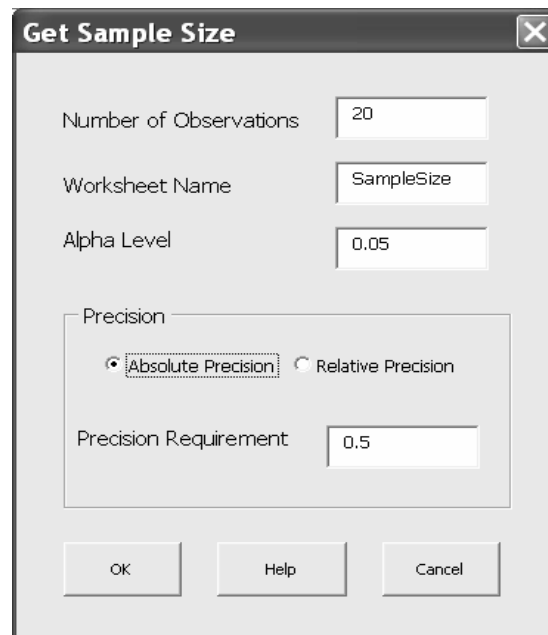 Get Sample Size
Number of Observations 20
Worksheet Name SampleSize
Alpha Level 0.05
Precision
Absolute Precision Relative Precision
Precision Requirement 0.5
OK Help Cancel